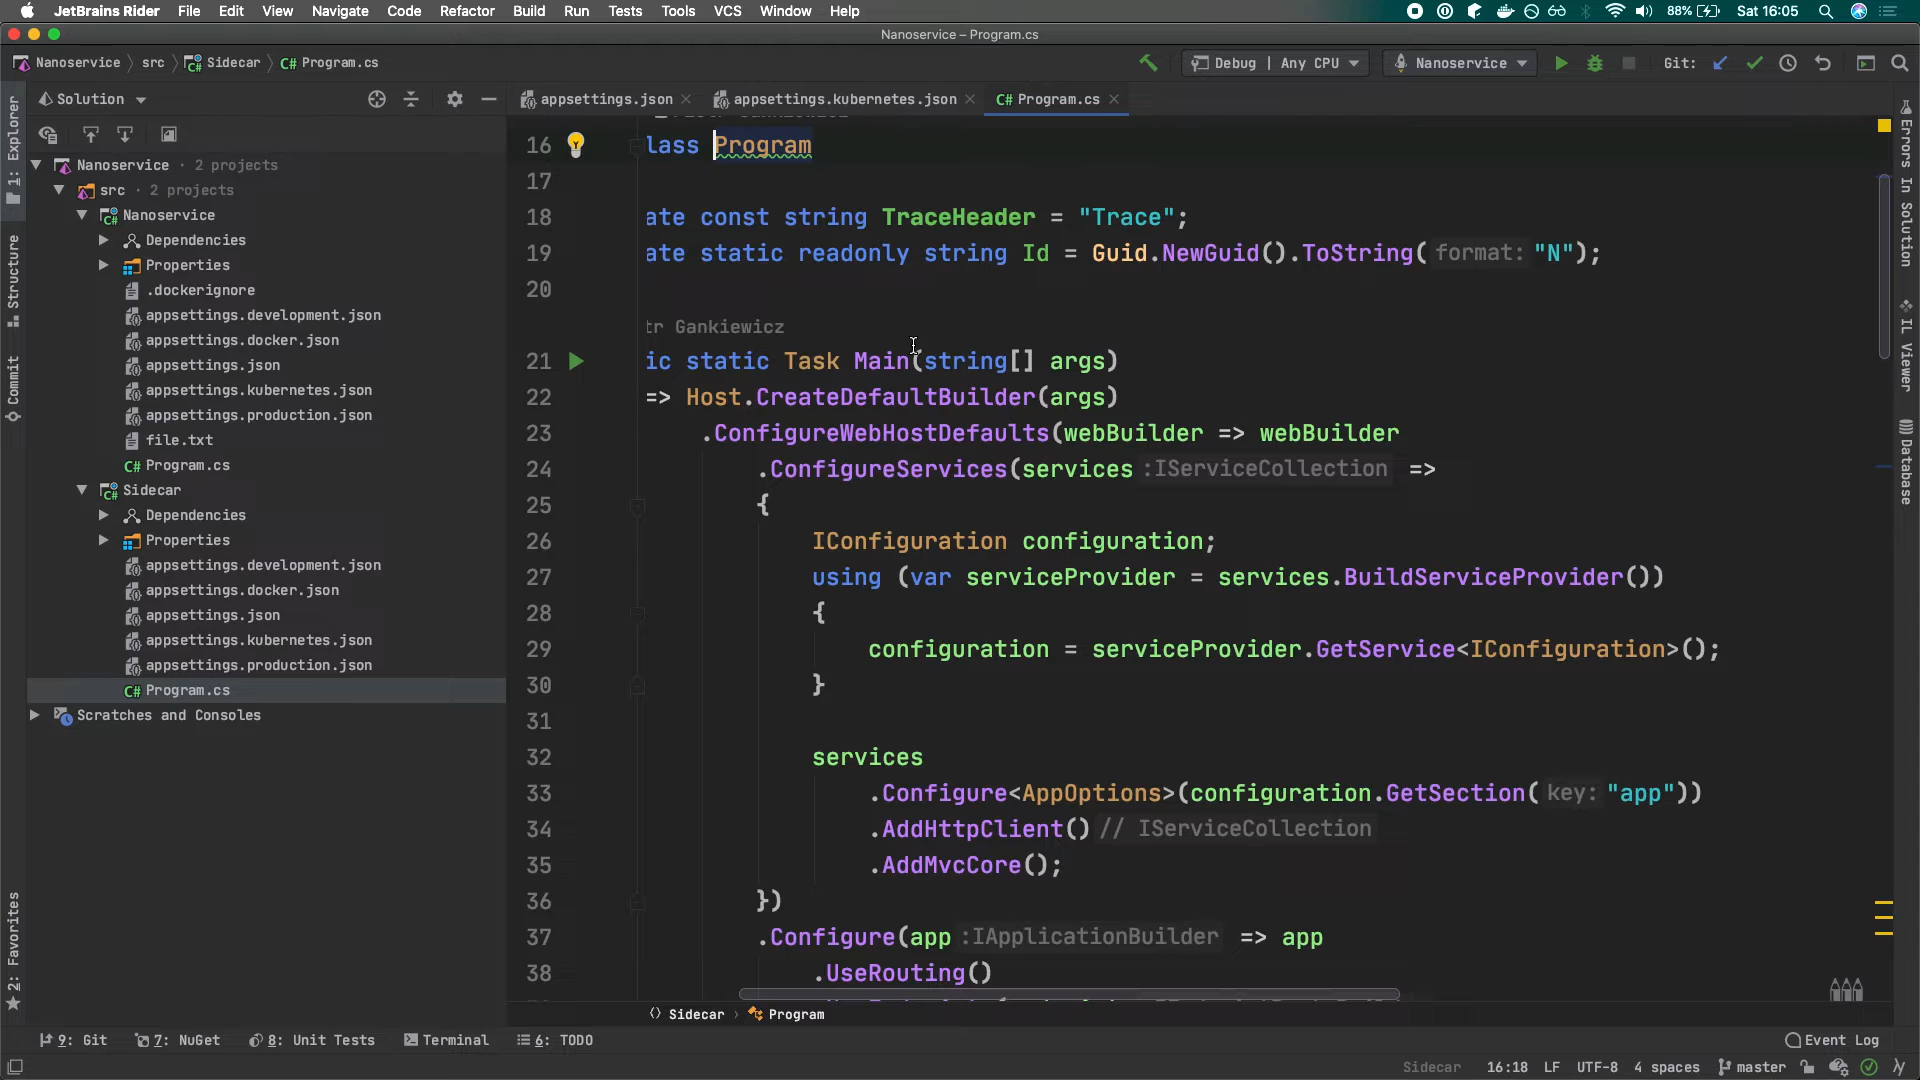 JetBrains Rider File Edit View Navigate Code Refactor Build Run Tests Tools VCS Window Help 88% Sat 16:05
Nanoservice – Program.cs
Nanoservice src Sidecar C# Program.cs Debug | Any CPU Nanoservice Git:
Solution
appsettings.json appsettings.kubernetes.json C# Program.cs
1: Explorer
Structure
Commit
2: Favorites
Nanoservice · 2 projects
src · 2 projects
Nanoservice
Dependencies
Properties
.dockerignore
appsettings.development.json
appsettings.docker.json
appsettings.json
appsettings.kubernetes.json
appsettings.production.json
file.txt
C# Program.cs
Sidecar
Dependencies
Properties
appsettings.development.json
appsettings.docker.json
appsettings.json
appsettings.kubernetes.json
appsettings.production.json
C# Program.cs
Scratches and Consoles
16 lass Program
17
18 ate const string TraceHeader = "Trace";
19 ate static readonly string Id = Guid.NewGuid().ToString( format: "N");
20
tr Gankiewicz
21 ic static Task Main(string[] args)
22 => Host.CreateDefaultBuilder(args)
23 .ConfigureWebHostDefaults(webBuilder => webBuilder
24 .ConfigureServices(services :IServiceCollection =>
25 {
26 IConfiguration configuration;
27 using (var serviceProvider = services.BuildServiceProvider())
28 {
29 configuration = serviceProvider.GetService<IConfiguration>();
30 }
31
32 services
33 .Configure<AppOptions>(configuration.GetSection( key: "app"))
34 .AddHttpClient() // IServiceCollection
35 .AddMvcCore();
36 })
37 .Configure(app :IApplicationBuilder => app
38 .UseRouting()
Errors In Solution
IL Viewer
Database
Sidecar Program
9: Git 7: NuGet 8: Unit Tests Terminal 6: TODO Event Log
Sidecar 16:18 LF UTF-8 4 spaces master